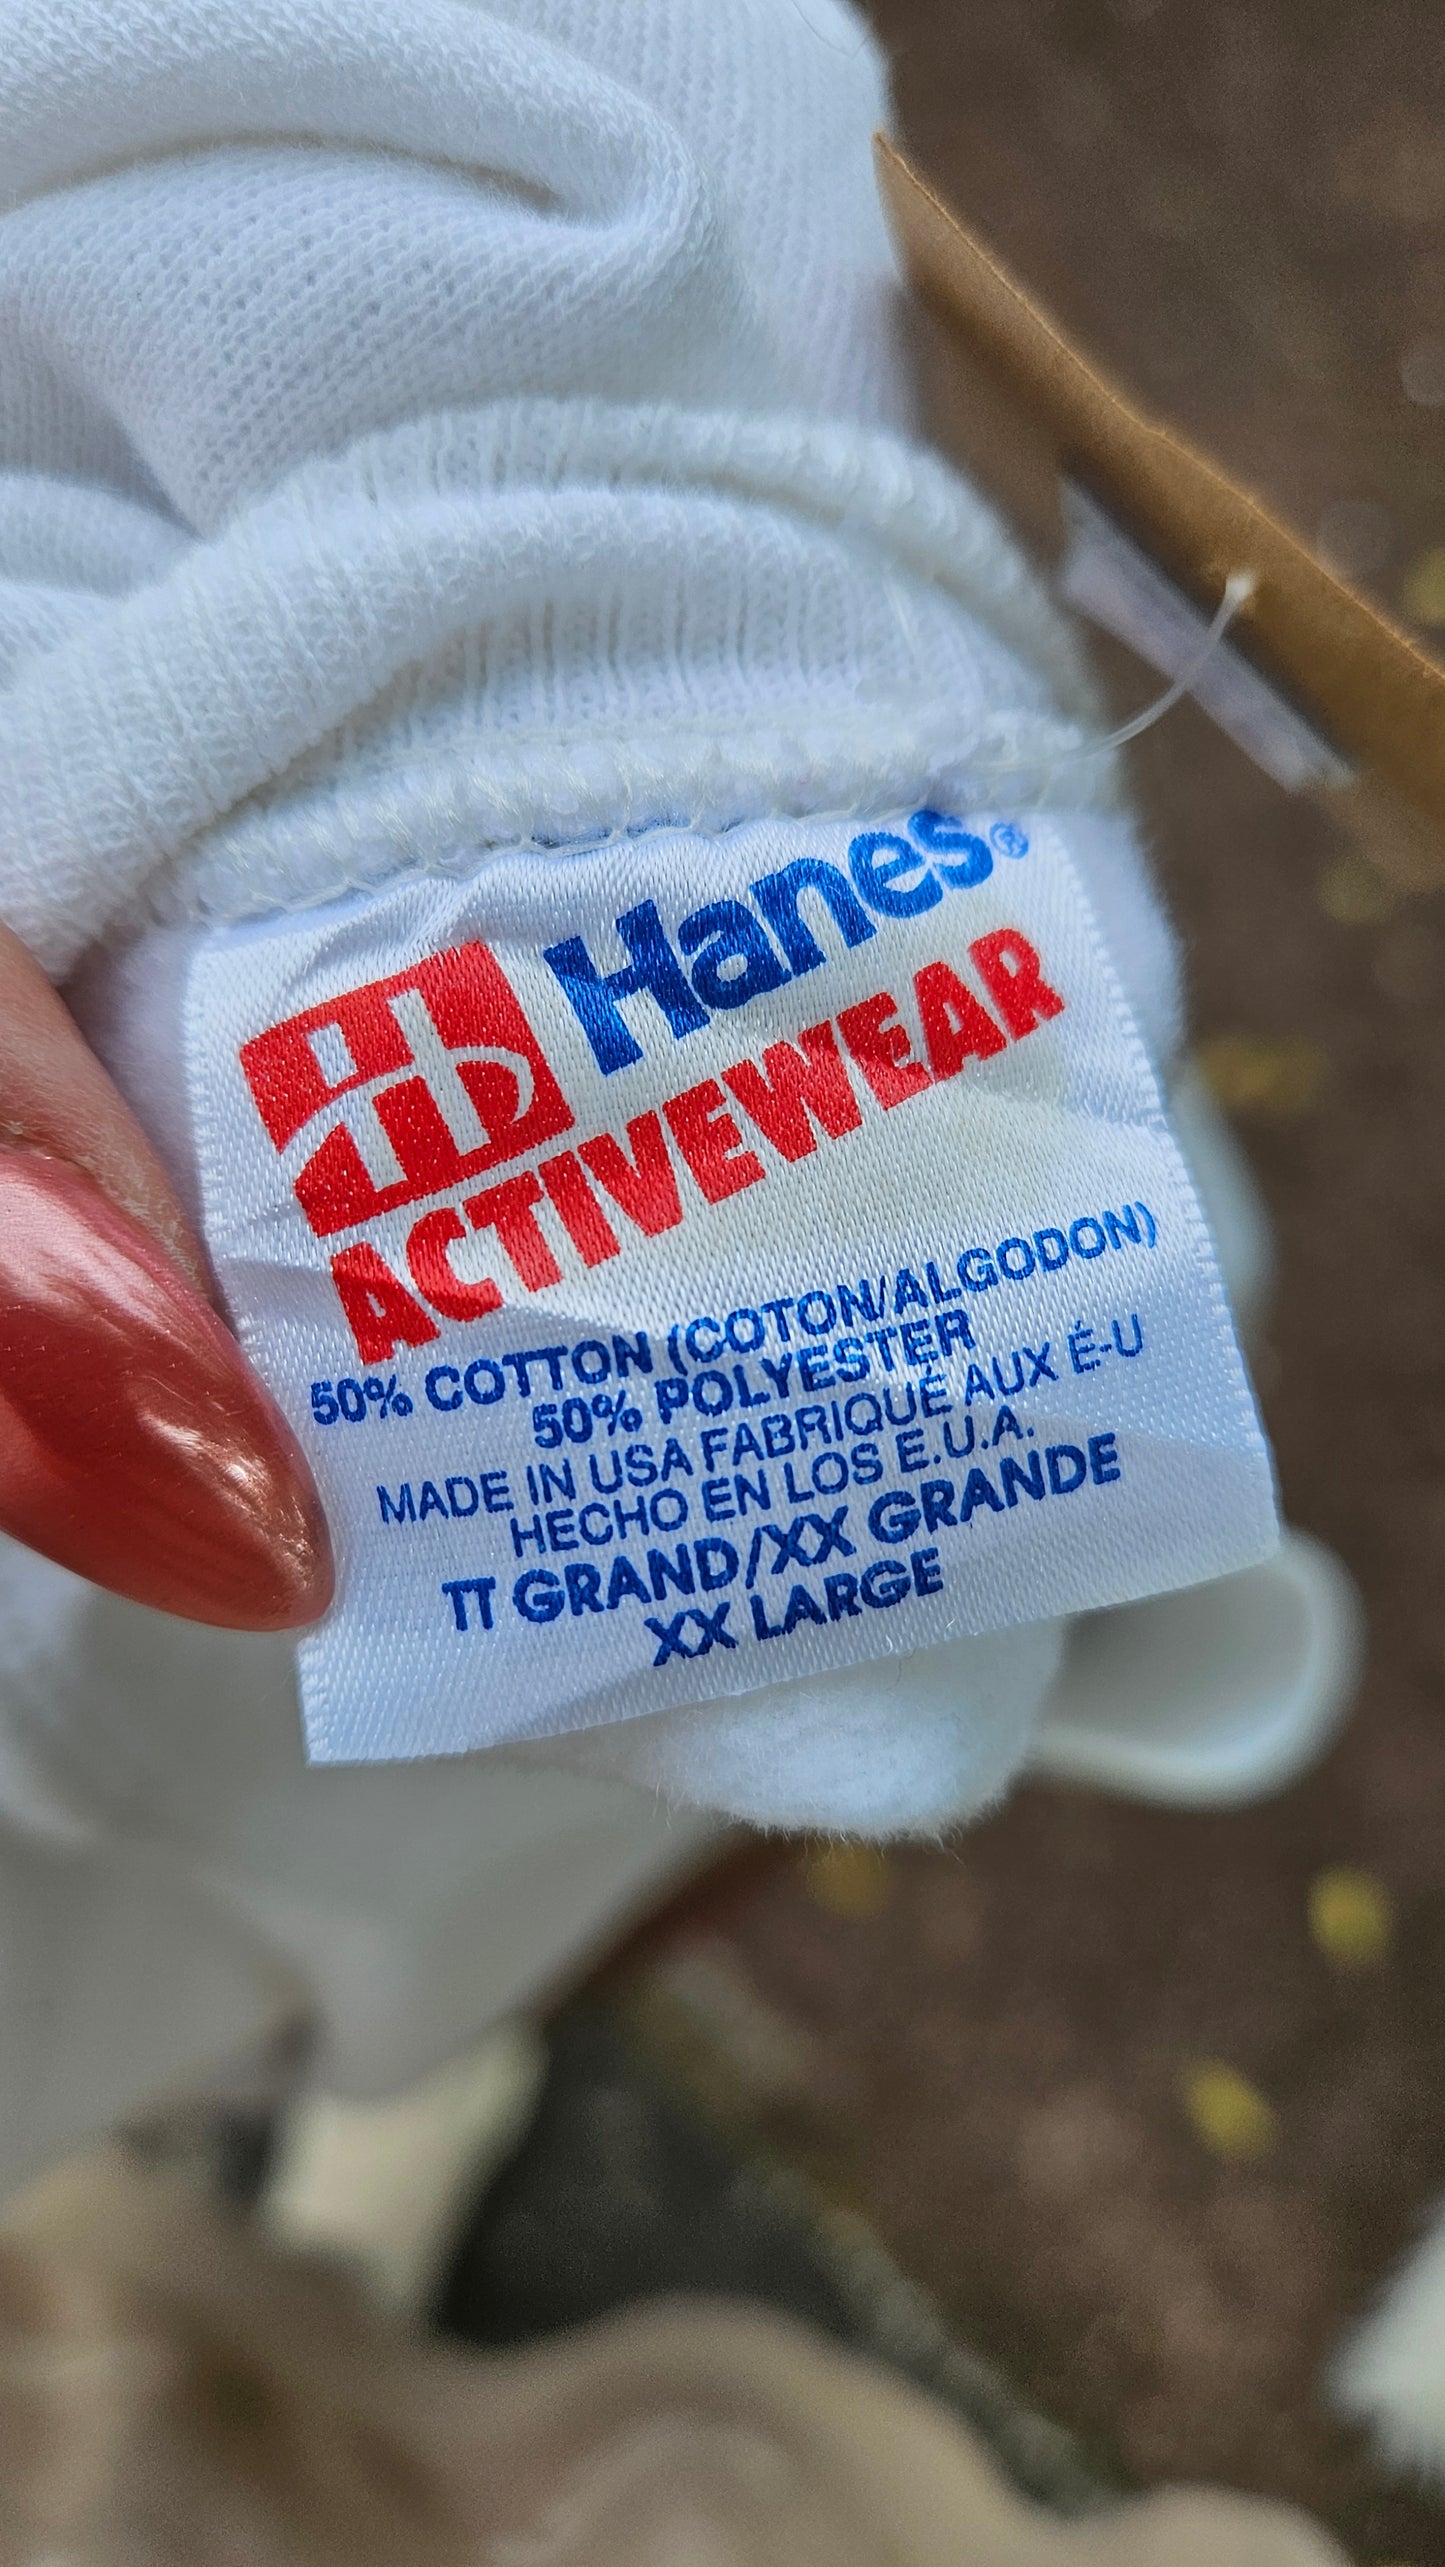 Hanes®
ACTIVEWEAR
50% COTTON (COTON/ALGODON)
50% POLYESTER
MADE IN USA FABRIQUÉ AUX É-U
HECHO EN LOS E.U.A.
TT GRAND/XX GRANDE
XX LARGE